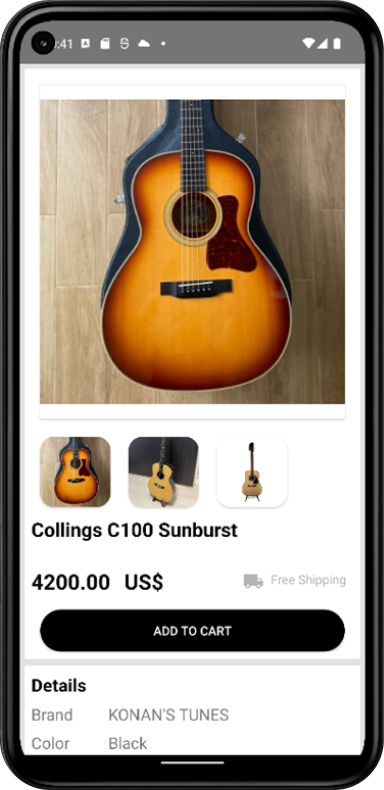 :41
Collings C100 Sunburst
4200.00 US$
Free Shipping
ADD TO CART
Details
Brand KONAN'S TUNES
Color Black